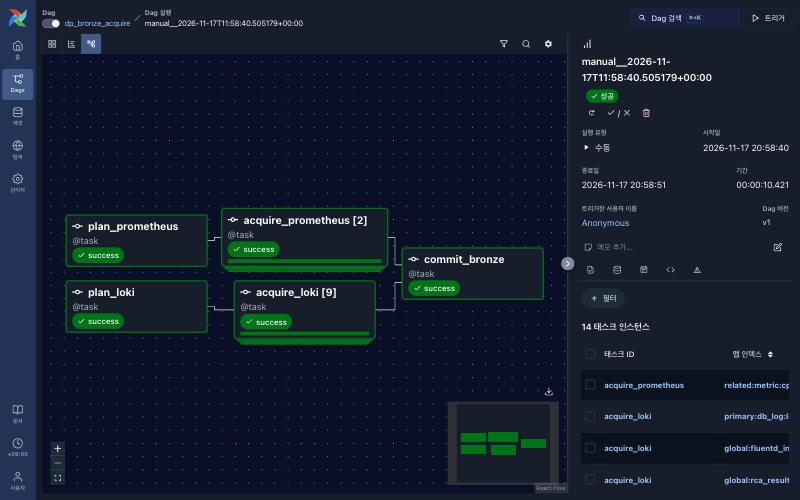 Dag
dp_bronze_acquire
/
Dag 실행
manual__2026-11-17T11:58:40.505179+00:00
Dag 검색 ⌘+K
트리거
홈
Dags
에셋
탐색
관리자
문서
+09:00
사용자
plan_prometheus
@task
success
acquire_prometheus [2]
@task
success
plan_loki
@task
success
acquire_loki [9]
@task
success
commit_bronze
@task
success
React Flow
manual__2026-11-
17T11:58:40.505179+00:00
성공
/
실행 유형
수동
시작일
2026-11-17 20:58:40
종료일
2026-11-17 20:58:51
기간
00:00:10.421
트리거한 사용자 이름
Anonymous
Dag 버전
v1
메모 추가...
필터
14 태스크 인스턴스
태스크 ID 맵 인덱스
acquire_prometheus related:metric:cp
acquire_loki primary:db_log:l
acquire_loki global:fluentd_in
acquire_loki global:rca_result